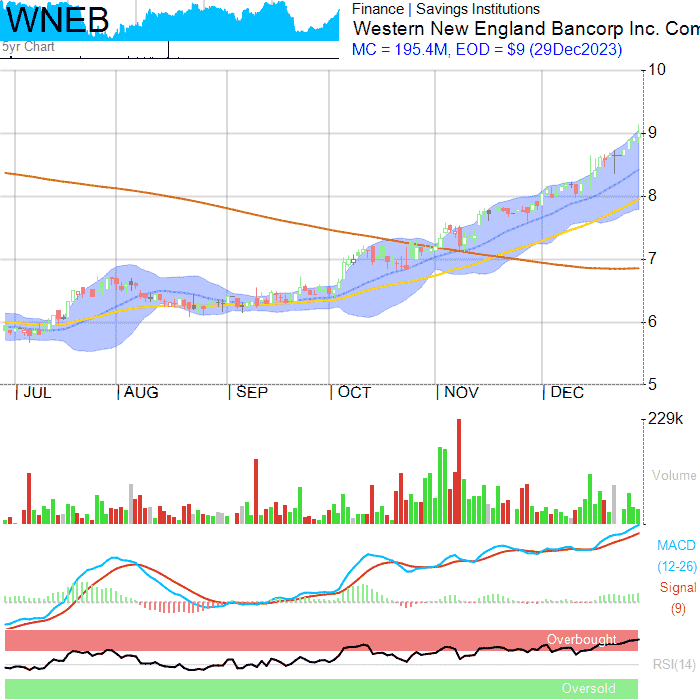 WNEB
5yr Chart
Finance | Savings Institutions
Western New England Bancorp Inc. Com
MC = 195.4M, EOD = $9 (29Dec2023)
10
9
8
7
6
5
JUL AUG SEP OCT NOV DEC
229k
Volume
MACD
(12-26)
Signal
(9)
Overbought
RSI(14)
Oversold